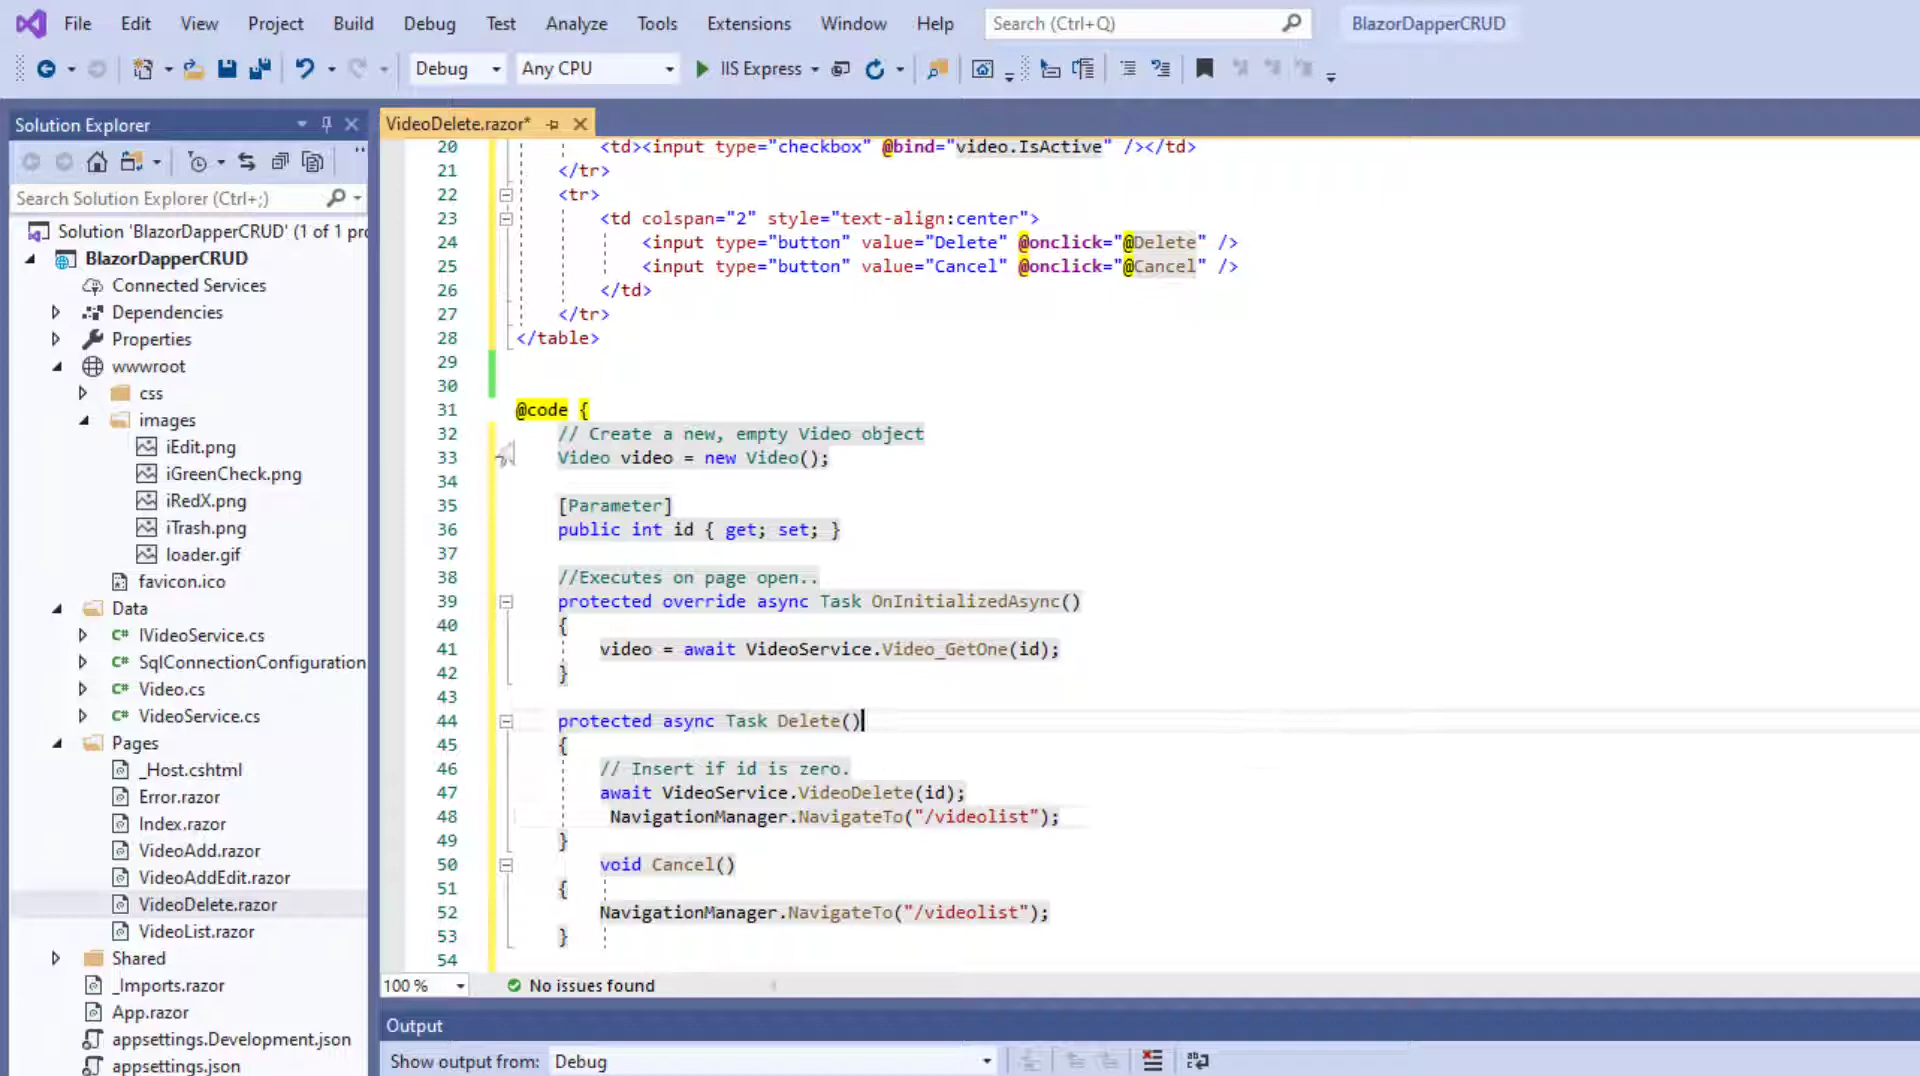 File Edit View Project Build Debug Test Analyze Tools Extensions Window Help Search (Ctrl+Q) BlazorDapperCRUD
Debug Any CPU IIS Express
Solution Explorer
Search Solution Explorer (Ctrl+;)
Solution 'BlazorDapperCRUD' (1 of 1 pro
BlazorDapperCRUD
Connected Services
Dependencies
Properties
wwwroot
css
images
iEdit.png
iGreenCheck.png
iRedX.png
iTrash.png
loader.gif
favicon.ico
Data
C# IVideoService.cs
C# SqlConnectionConfiguration
C# Video.cs
C# VideoService.cs
Pages
_Host.cshtml
Error.razor
Index.razor
VideoAdd.razor
VideoAddEdit.razor
VideoDelete.razor
VideoList.razor
Shared
_Imports.razor
App.razor
appsettings.Development.json
appsettings.json
VideoDelete.razor*
20 <td><input type="checkbox" @bind="video.IsActive" /></td>
21 </tr>
22 <tr>
23 <td colspan="2" style="text-align:center">
24 <input type="button" value="Delete" @onclick="@Delete" />
25 <input type="button" value="Cancel" @onclick="@Cancel" />
26 </td>
27 </tr>
28 </table>
29
30
31 @code {
32 // Create a new, empty Video object
33 Video video = new Video();
34
35 [Parameter]
36 public int id { get; set; }
37
38 //Executes on page open..
39 protected override async Task OnInitializedAsync()
40 {
41 video = await VideoService.Video_GetOne(id);
42 }
43
44 protected async Task Delete()
45 {
46 // Insert if id is zero.
47 await VideoService.VideoDelete(id);
48 NavigationManager.NavigateTo("/videolist");
49 }
50 void Cancel()
51 {
52 NavigationManager.NavigateTo("/videolist");
53 }
54
100 % No issues found
Output
Show output from: Debug